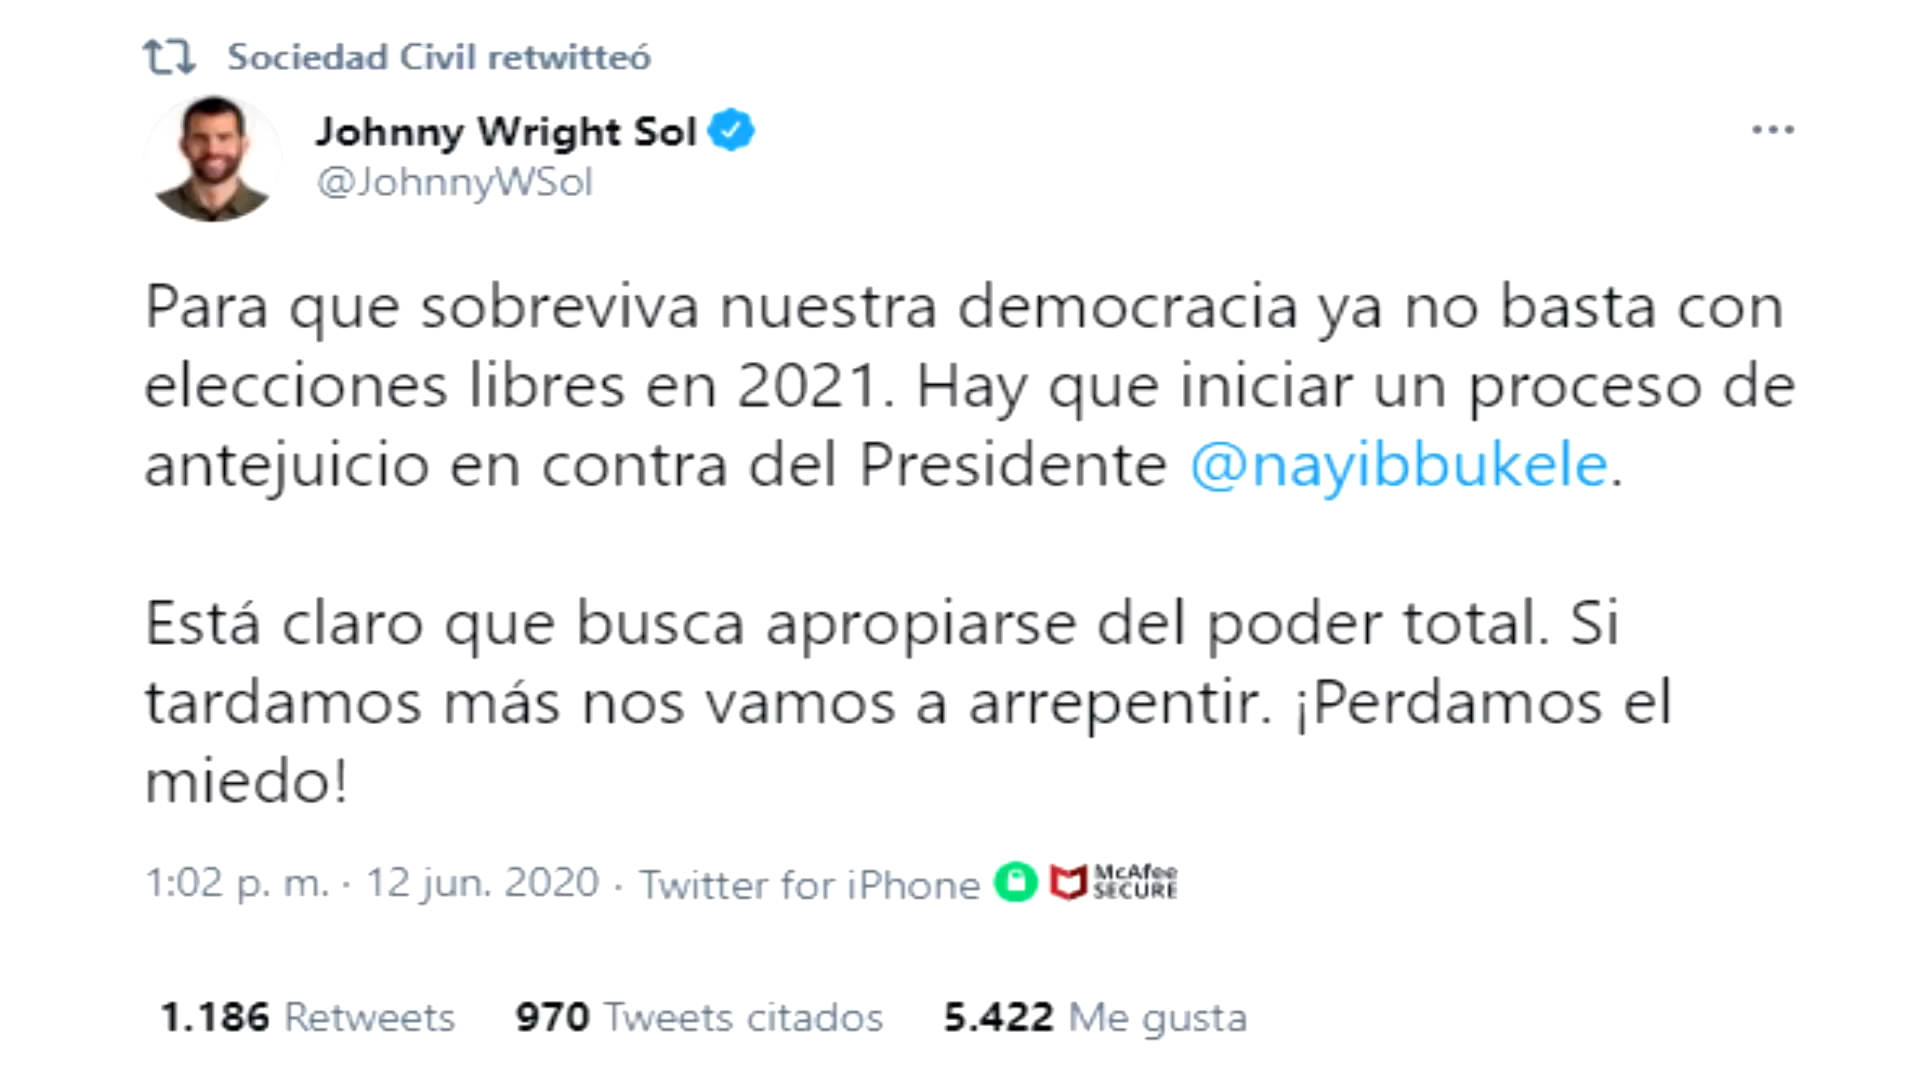 Sociedad Civil retwitteó
Johnny Wright Sol
@JohnnyWSol
Para que sobreviva nuestra democracia ya no basta con
elecciones libres en 2021. Hay que iniciar un proceso de
antejuicio en contra del Presidente @nayibbukele.
Está claro que busca apropiarse del poder total. Si
tardamos más nos vamos a arrepentir. ¡Perdamos el
miedo!
1:02 p. m. · 12 jun. 2020 · Twitter for iPhone McAfee SECURE
1.186 Retweets 970 Tweets citados 5.422 Me gusta